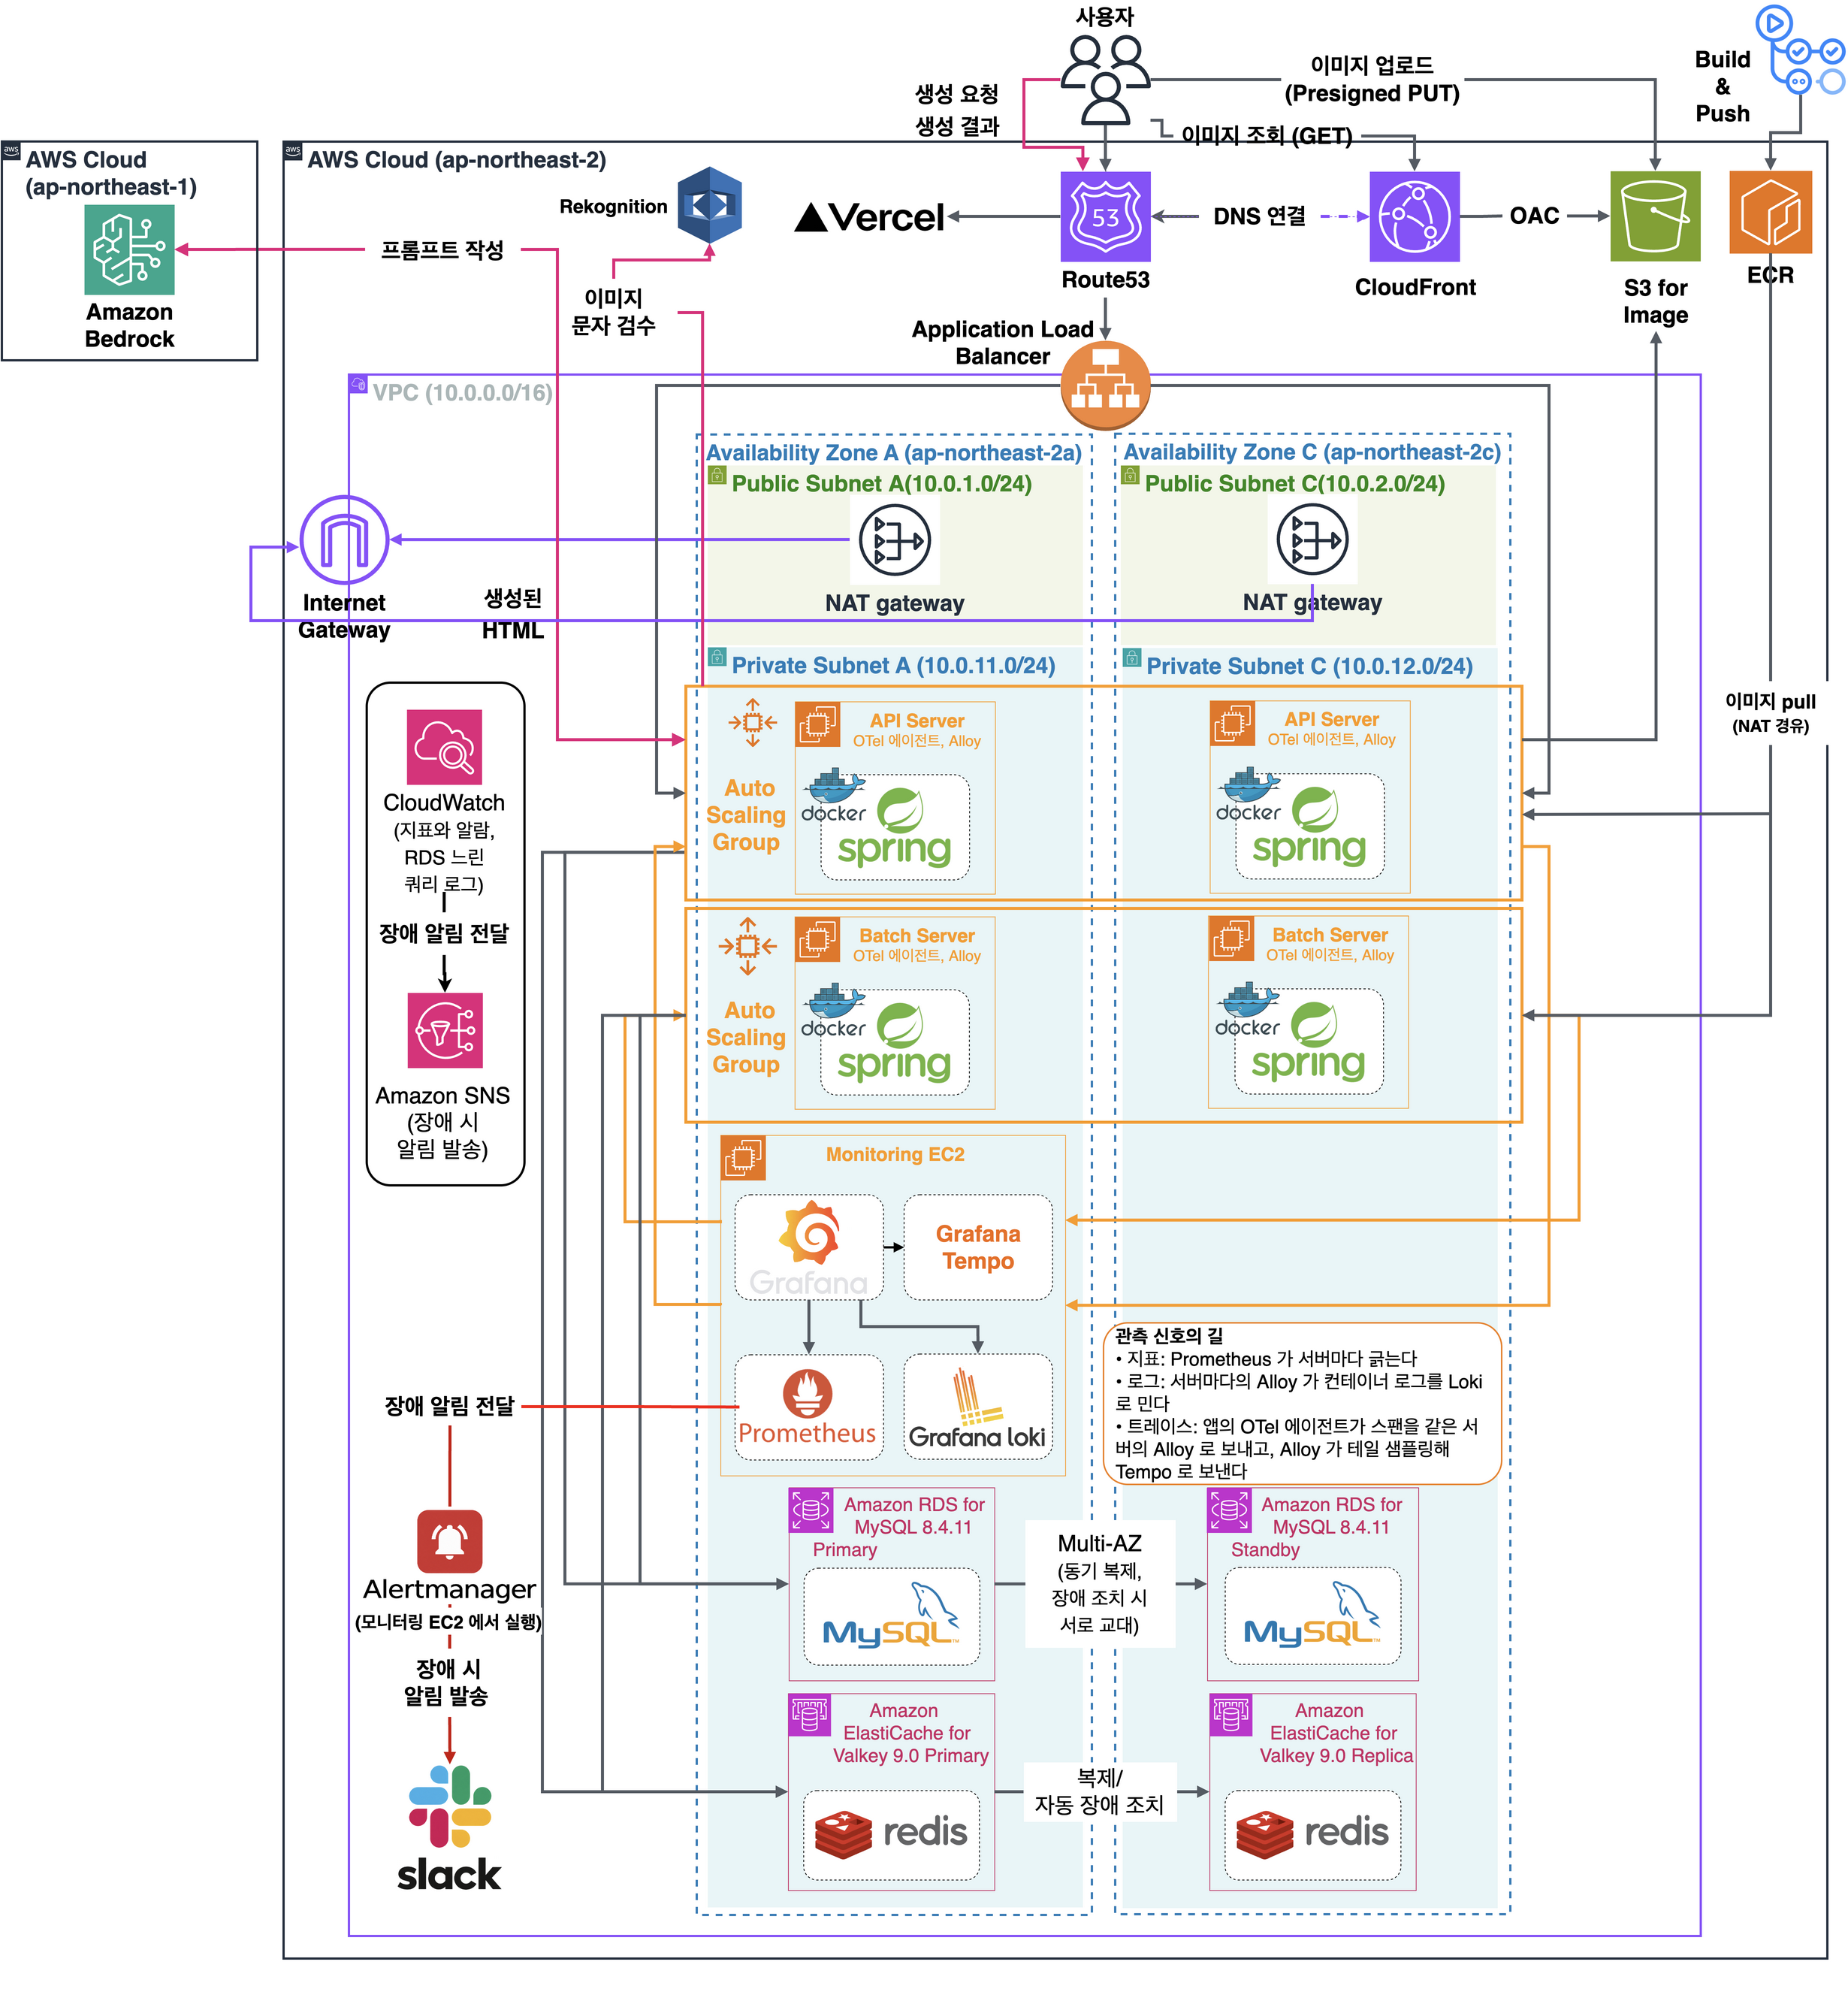 사용자
이미지 업로드
(Presigned PUT)
Build
&
Push
생성 요청
생성 결과
이미지 조회 (GET)
aws
AWS Cloud
(ap-northeast-1)
aws
AWS Cloud (ap-northeast-2)
Rekognition
Vercel
53
DNS 연결
OAC
프롬프트 작성
Route53
CloudFront
S3 for
Image
ECR
Amazon
Bedrock
이미지
문자 검수
Application Load
Balancer
VPC (10.0.0.0/16)
Availability Zone A (ap-northeast-2a)
Availability Zone C (ap-northeast-2c)
Public Subnet A(10.0.1.0/24)
Public Subnet C(10.0.2.0/24)
NAT gateway
NAT gateway
Internet
Gateway
생성된
HTML
Private Subnet A (10.0.11.0/24)
Private Subnet C (10.0.12.0/24)
이미지 pull
(NAT 경유)
API Server
OTel 에이전트, Alloy
API Server
OTel 에이전트, Alloy
Auto
Scaling
Group
docker
spring
docker
spring
CloudWatch
(지표와 알람,
RDS 느린
쿼리 로그)
장애 알림 전달
Amazon SNS
(장애 시
알림 발송)
Batch Server
OTel 에이전트, Alloy
Batch Server
OTel 에이전트, Alloy
Auto
Scaling
Group
docker
spring
docker
spring
Monitoring EC2
Grafana
Grafana
Tempo
Prometheus
Grafana loki
관측 신호의 길
• 지표: Prometheus 가 서버마다 긁는다
• 로그: 서버마다의 Alloy 가 컨테이너 로그를 Loki
로 민다
• 트레이스: 앱의 OTel 에이전트가 스팬을 같은 서
버의 Alloy 로 보내고, Alloy 가 테일 샘플링해
Tempo 로 보낸다
장애 알림 전달
Alertmanager
(모니터링 EC2 에서 실행)
장애 시
알림 발송
slack
Amazon RDS for
MySQL 8.4.11
Primary
MySQL
Multi-AZ
(동기 복제,
장애 조치 시
서로 교대)
Amazon RDS for
MySQL 8.4.11
Standby
MySQL
Amazon
ElastiCache for
Valkey 9.0 Primary
redis
복제/
자동 장애 조치
Amazon
ElastiCache for
Valkey 9.0 Replica
redis